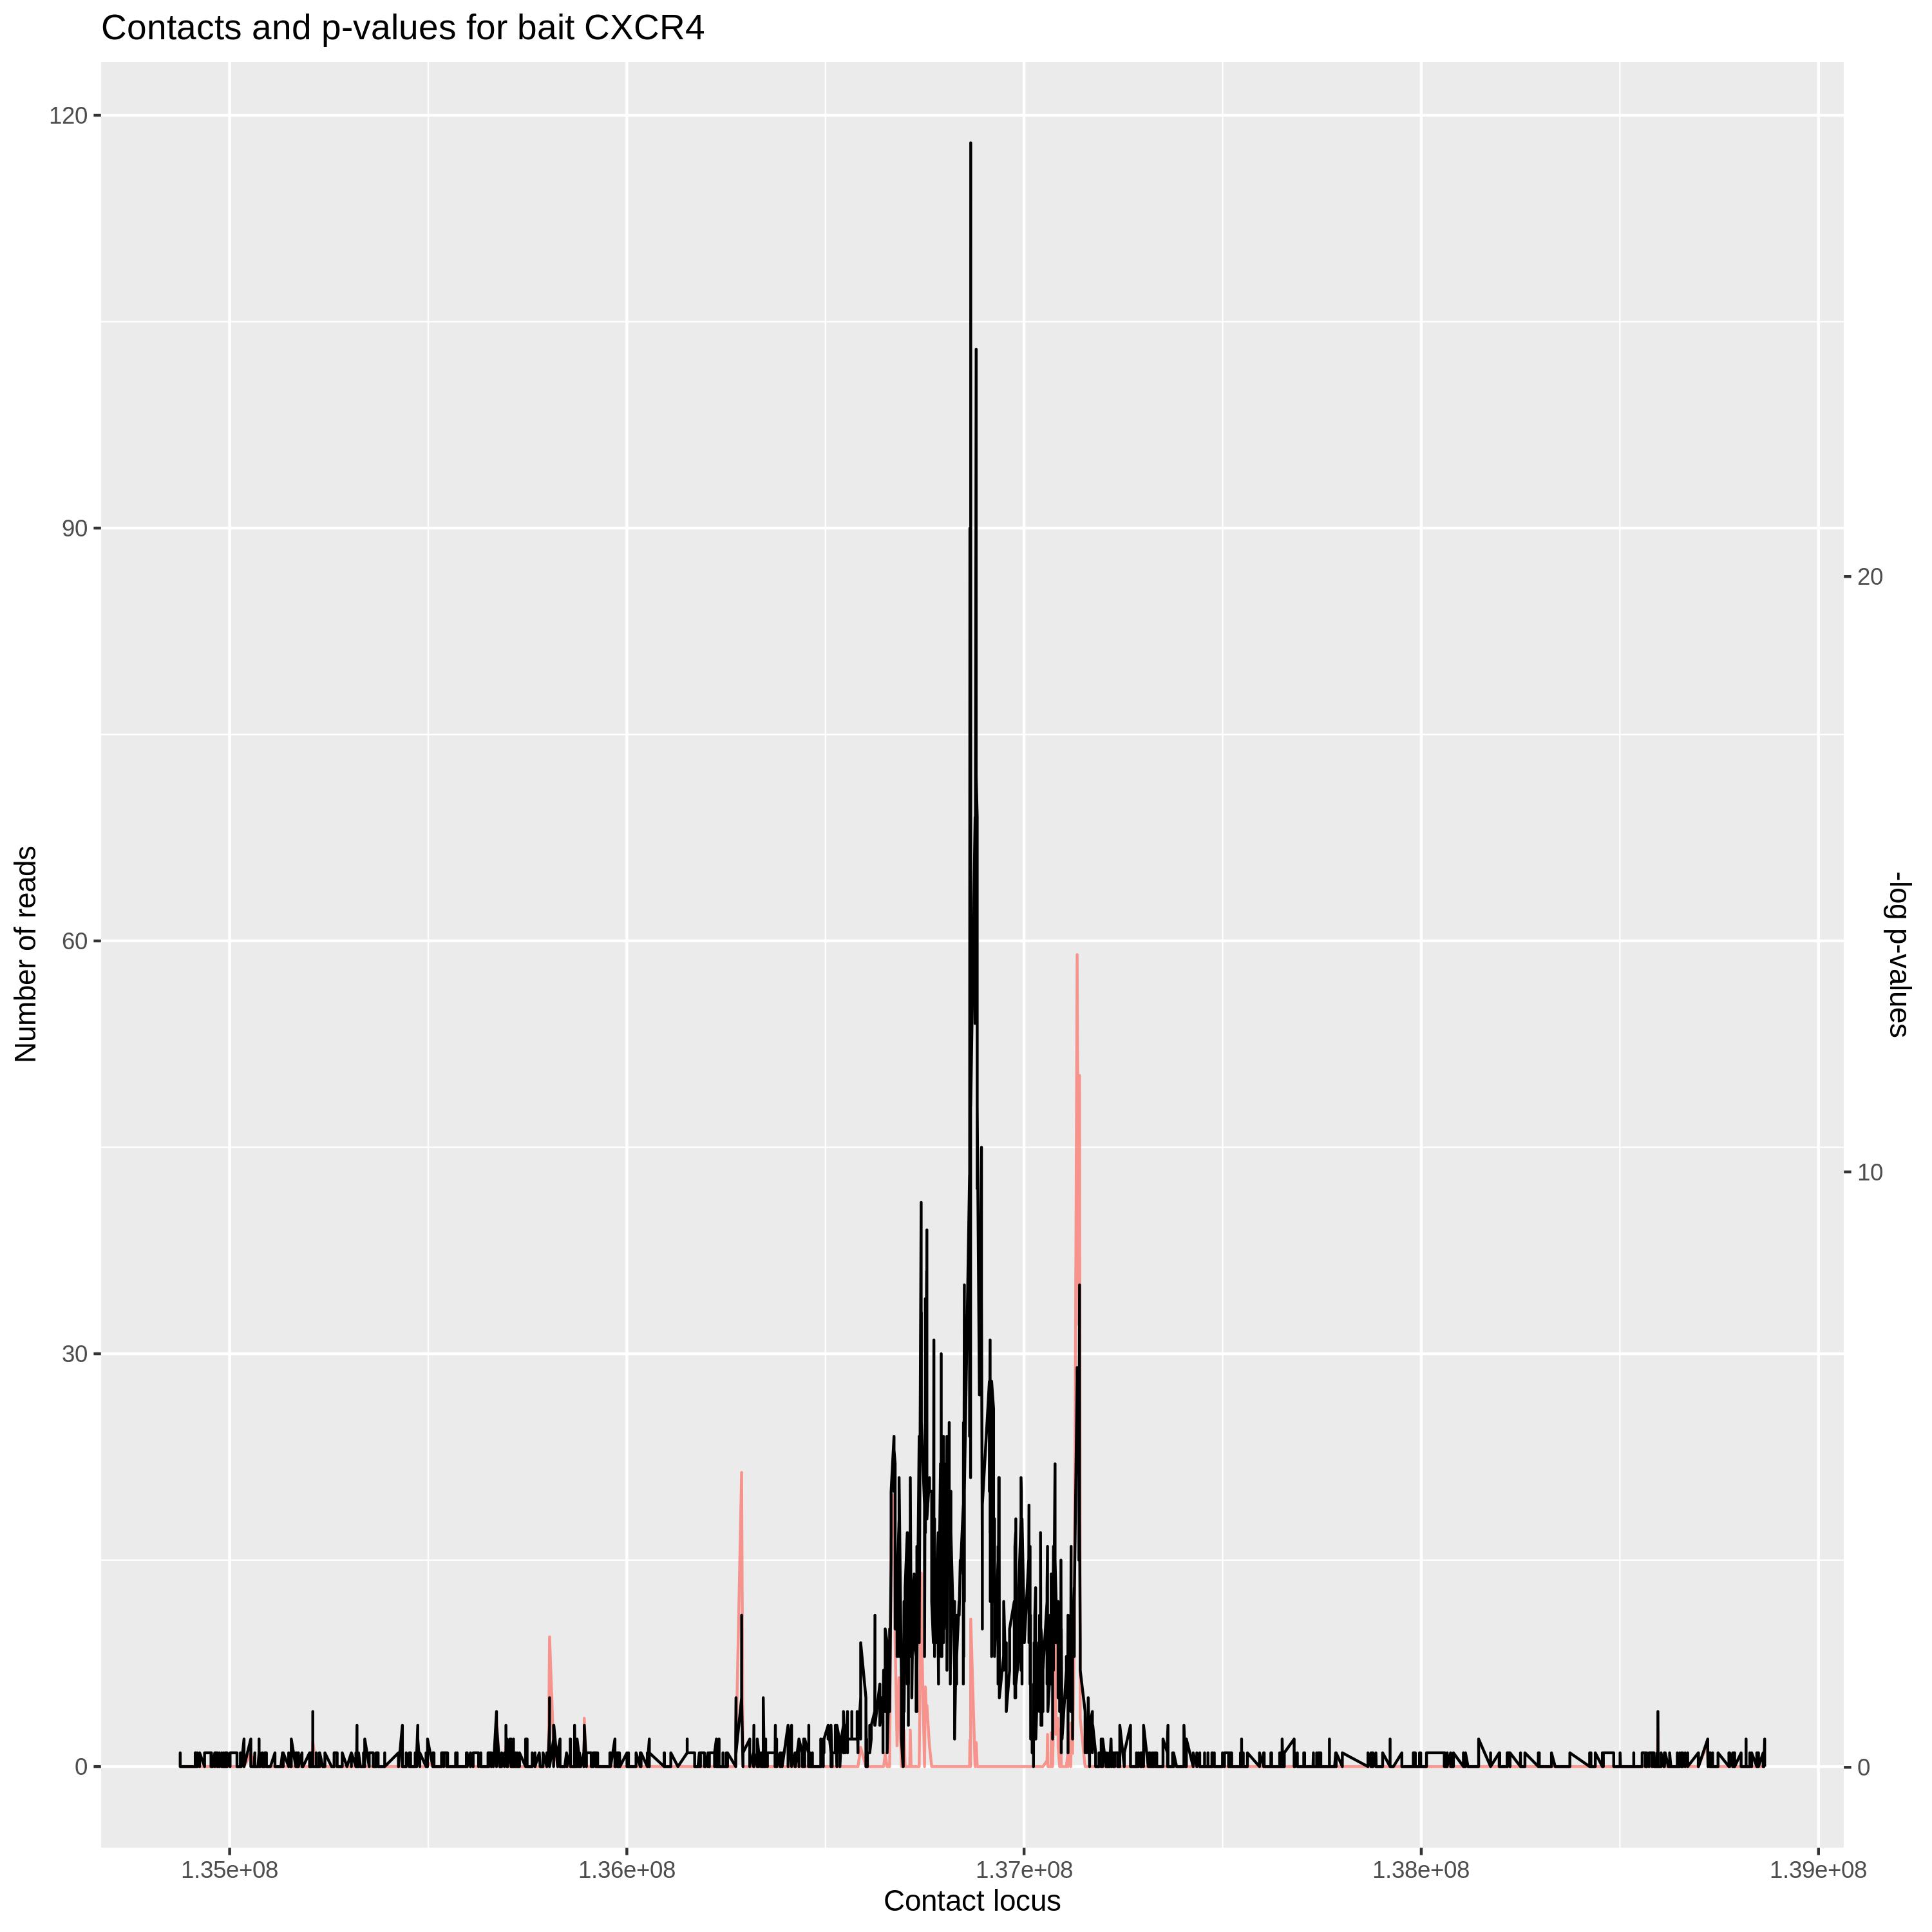 Contacts and p-values for bait CXCR4
120
90
60
30
0
Number of reads
20
10
0
-log p-values
1.35e+08
1.36e+08
1.37e+08
1.38e+08
1.39e+08
Contact locus